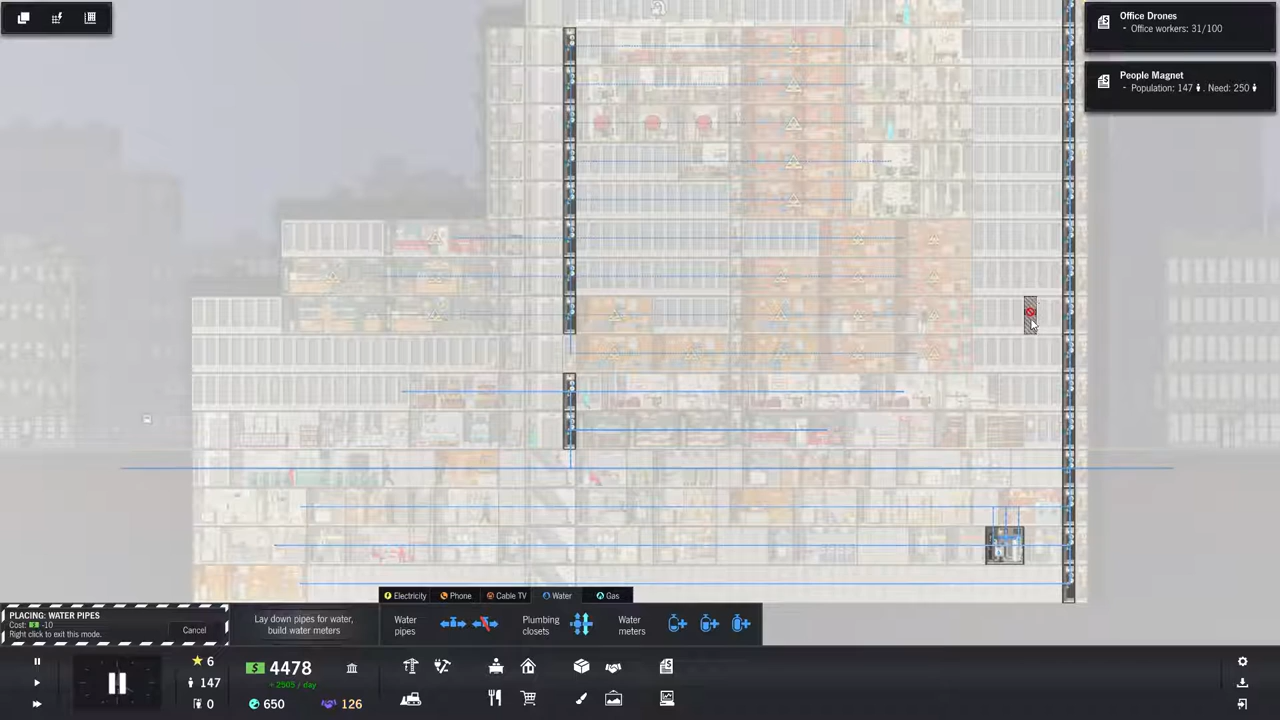 Office Drones
- Office workers: 31/100
People Magnet
- Population: 147 . Need: 250
Electricity
Phone
Cable TV
Water
Gas
PLACING: WATER PIPES
Cost: -10
Right click to exit this mode.
Cancel
Lay down pipes for water,
build water meters
Water
pipes
Plumbing
closets
Water
meters
6
147
0
4478
+2905 / day
650
126